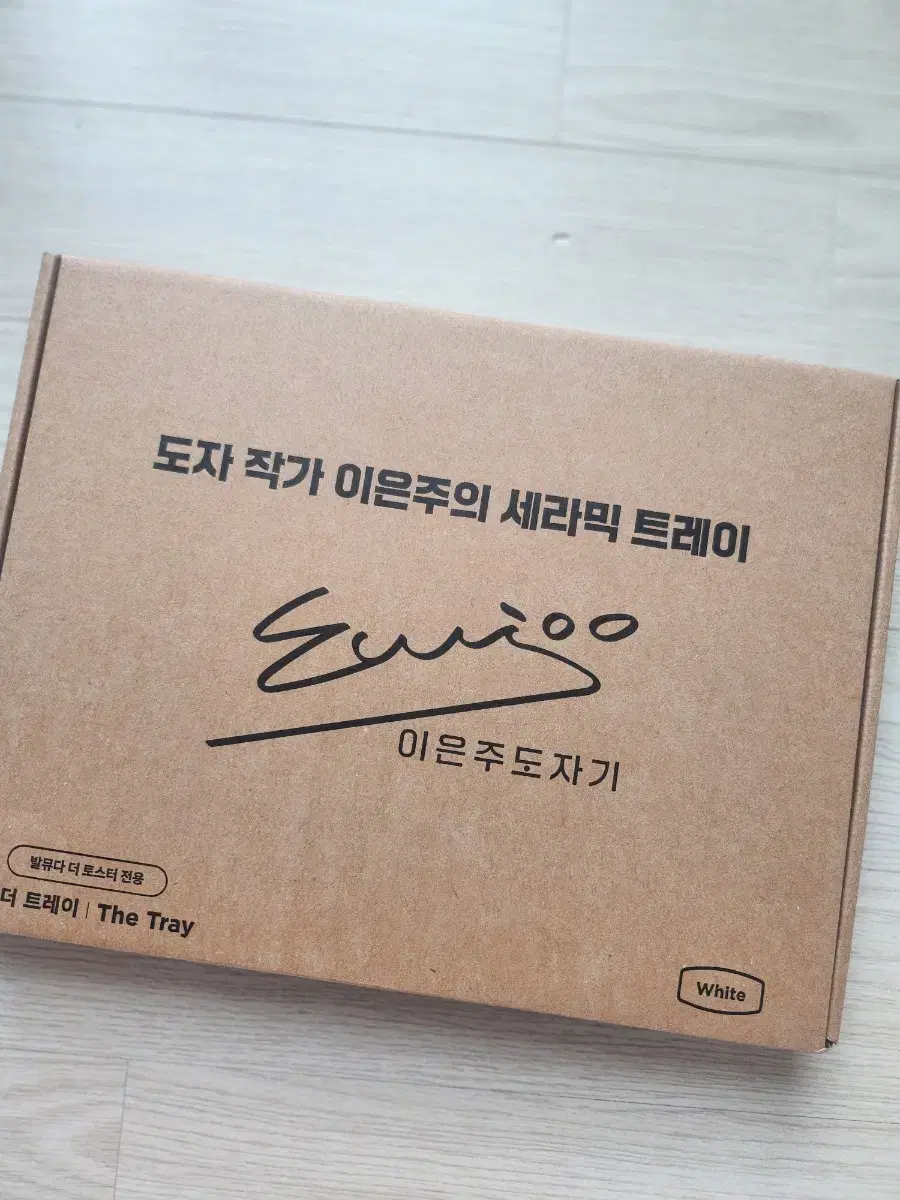 도자 작가 이은주의 세라믹 트레이
이은주도자기
발뮤다 더 토스터 전용
더 트레이 | The Tray
White